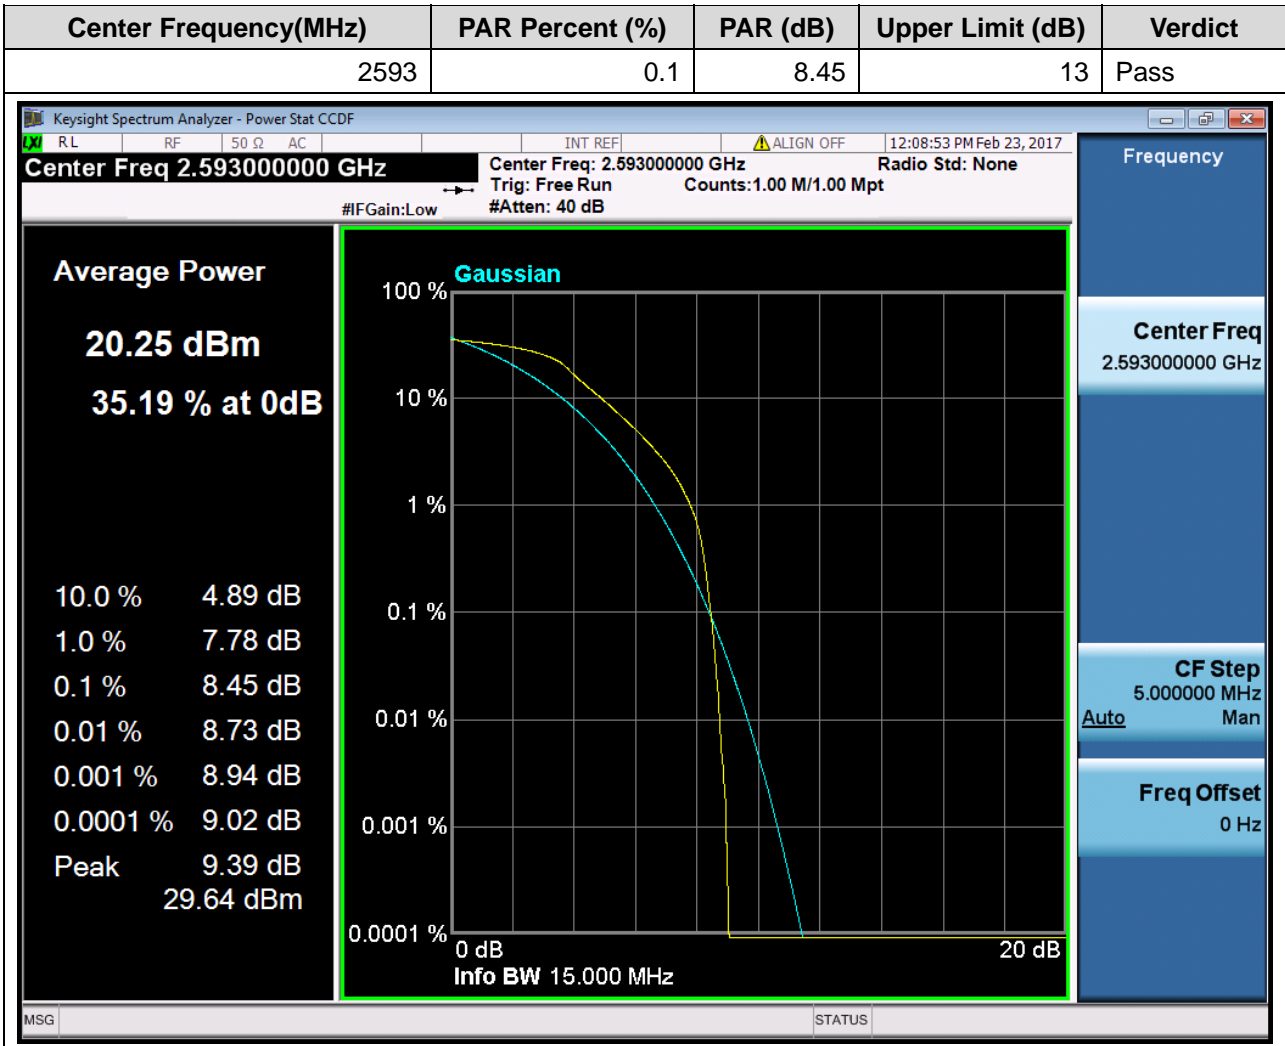 Center Frequency(MHz) PAR Percent (%) PAR (dB) Upper Limit (dB) Verdict
2593 0.1 8.45 13 Pass
Keysight Spectrum Analyzer - Power Stat CCDF
LXI RL RF 50 Ω AC INT REF ALIGN OFF 12:08:53 PM Feb 23, 2017
Center Freq 2.593000000 GHz
#IFGain:Low
Center Freq: 2.593000000 GHz Radio Std: None
Trig: Free Run Counts:1.00 M/1.00 Mpt
#Atten: 40 dB
Average Power
20.25 dBm
35.19 % at 0dB
10.0 % 4.89 dB
1.0 % 7.78 dB
0.1 % 8.45 dB
0.01 % 8.73 dB
0.001 % 8.94 dB
0.0001 % 9.02 dB
Peak 9.39 dB
29.64 dBm
Gaussian
100 %
10 %
1 %
0.1 %
0.01 %
0.001 %
0.0001 %
0 dB 20 dB
Info BW 15.000 MHz
Frequency
Center Freq
2.593000000 GHz
CF Step
5.000000 MHz
Auto Man
Freq Offset
0 Hz
MSG STATUS